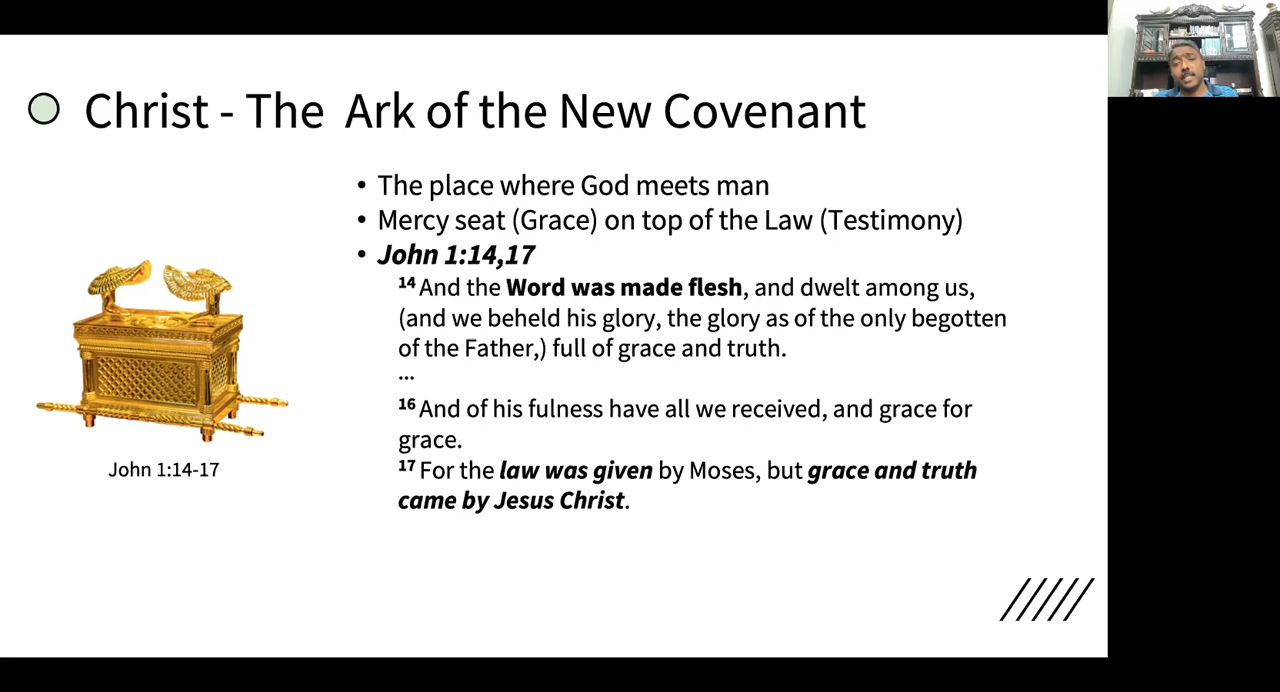 Christ - The Ark of the New Covenant
• The place where God meets man
• Mercy seat (Grace) on top of the Law (Testimony)
• John 1:14,17
14 And the Word was made flesh, and dwelt among us,
(and we beheld his glory, the glory as of the only begotten
of the Father,) full of grace and truth.
...
16 And of his fulness have all we received, and grace for
grace.
17 For the law was given by Moses, but grace and truth
came by Jesus Christ.
John 1:14-17